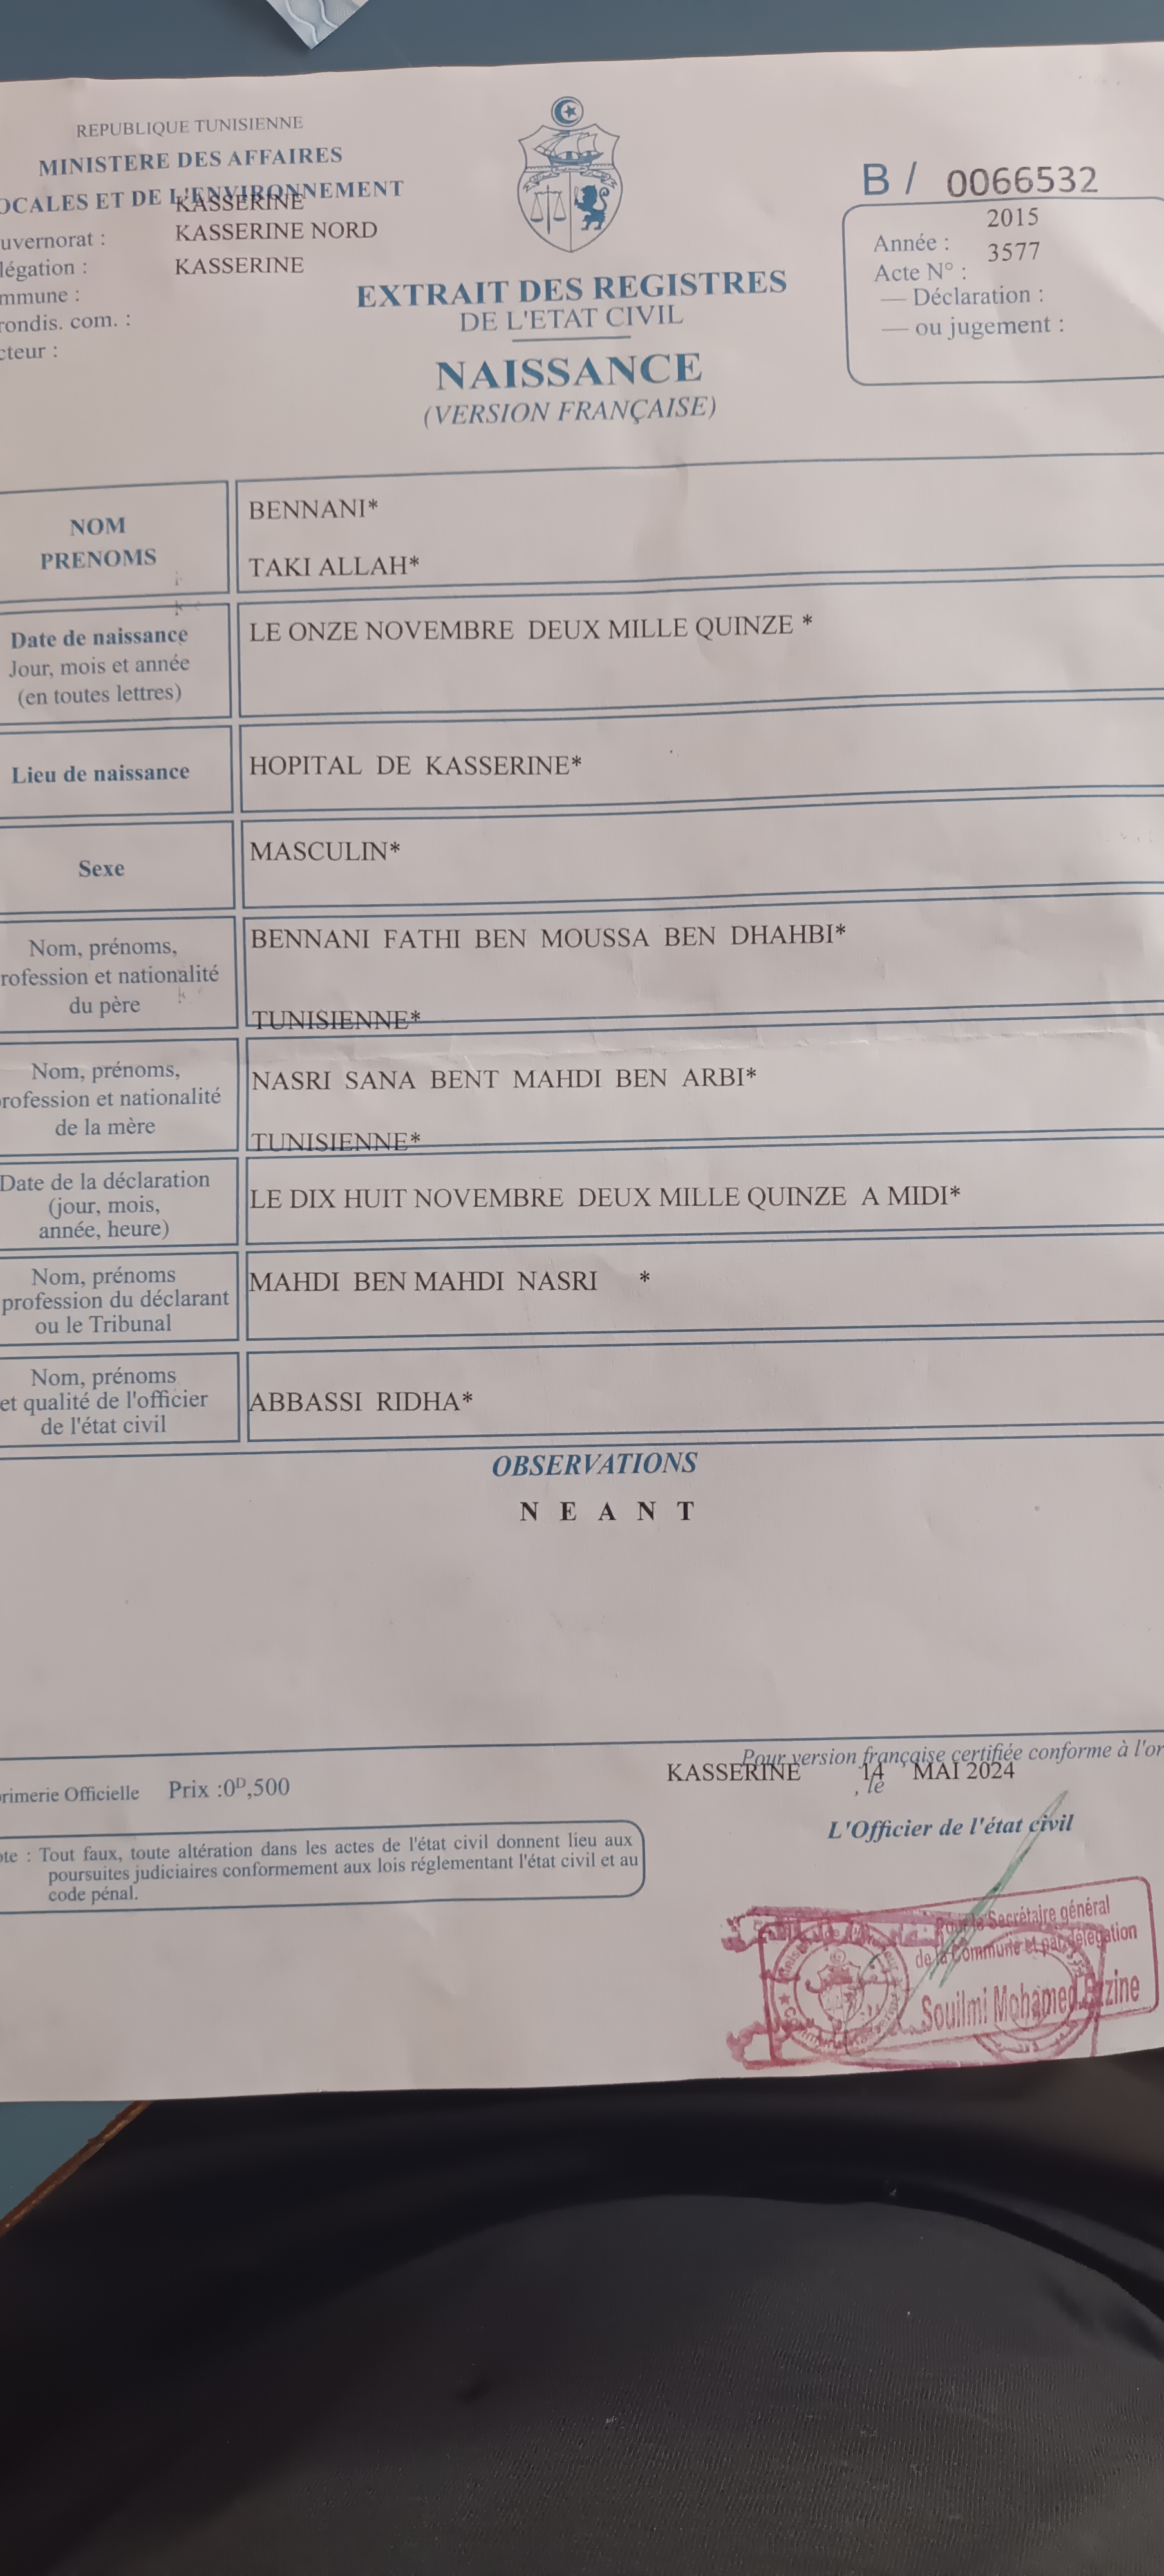 REPUBLIQUE TUNISIENNE
MINISTERE DES AFFAIRES
OCALES ET DE L'ENVIRONNEMENT
KASSERINE
uvernorat :
KASSERINE NORD
légation :
KASSERINE
mmune :
rondis. com. :
cteur :
B / 0066532
2015
Année :
3577
Acte N° :
— Déclaration :
— ou jugement :
EXTRAIT DES REGISTRES
DE L'ETAT CIVIL
NAISSANCE
(VERSION FRANÇAISE)
NOM
PRENOMS
BENNANI*
TAKI ALLAH*
Date de naissance
Jour, mois et année
(en toutes lettres)
LE ONZE NOVEMBRE DEUX MILLE QUINZE *
Lieu de naissance
HOPITAL DE KASSERINE*
Sexe
MASCULIN*
Nom, prénoms,
rofession et nationalité
du père
BENNANI FATHI BEN MOUSSA BEN DHAHBI*
TUNISIENNE*
Nom, prénoms,
rofession et nationalité
de la mère
NASRI SANA BENT MAHDI BEN ARBI*
TUNISIENNE*
Date de la déclaration
(jour, mois,
année, heure)
LE DIX HUIT NOVEMBRE DEUX MILLE QUINZE A MIDI*
Nom, prénoms
profession du déclarant
ou le Tribunal
MAHDI BEN MAHDI NASRI *
Nom, prénoms
et qualité de l'officier
de l'état civil
ABBASSI RIDHA*
OBSERVATIONS
N E A N T
Pour version française certifiée conforme à l'or
KASSERINE 14 MAI 2024
, le
rimerie Officielle Prix :0ᴰ,500
L'Officier de l'état civil
ote : Tout faux, toute altération dans les actes de l'état civil donnent lieu aux
poursuites judiciaires conformement aux lois réglementant l'état civil et au
code pénal.
Pour le Secrétaire général
de la Commune et par délégation
Souilmi Mohamed